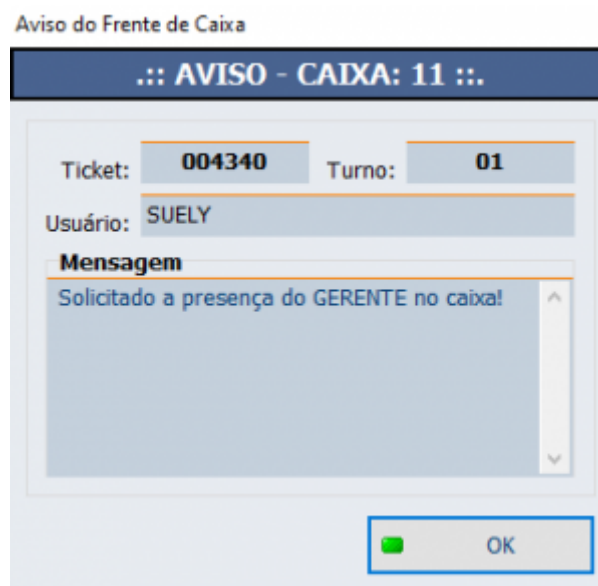 Aviso do Frente de Caixa
.:: AVISO - CAIXA: 11 ::.
Ticket: 004340 Turno: 01
Usuário: SUELY
Mensagem
Solicitado a presença do GERENTE no caixa!
OK